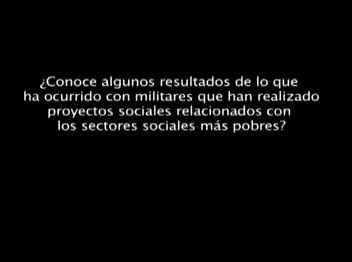 ¿Conoce algunos resultados de lo que
ha ocurrido con militares que han realizado
proyectos sociales relacionados con
los sectores sociales más pobres?